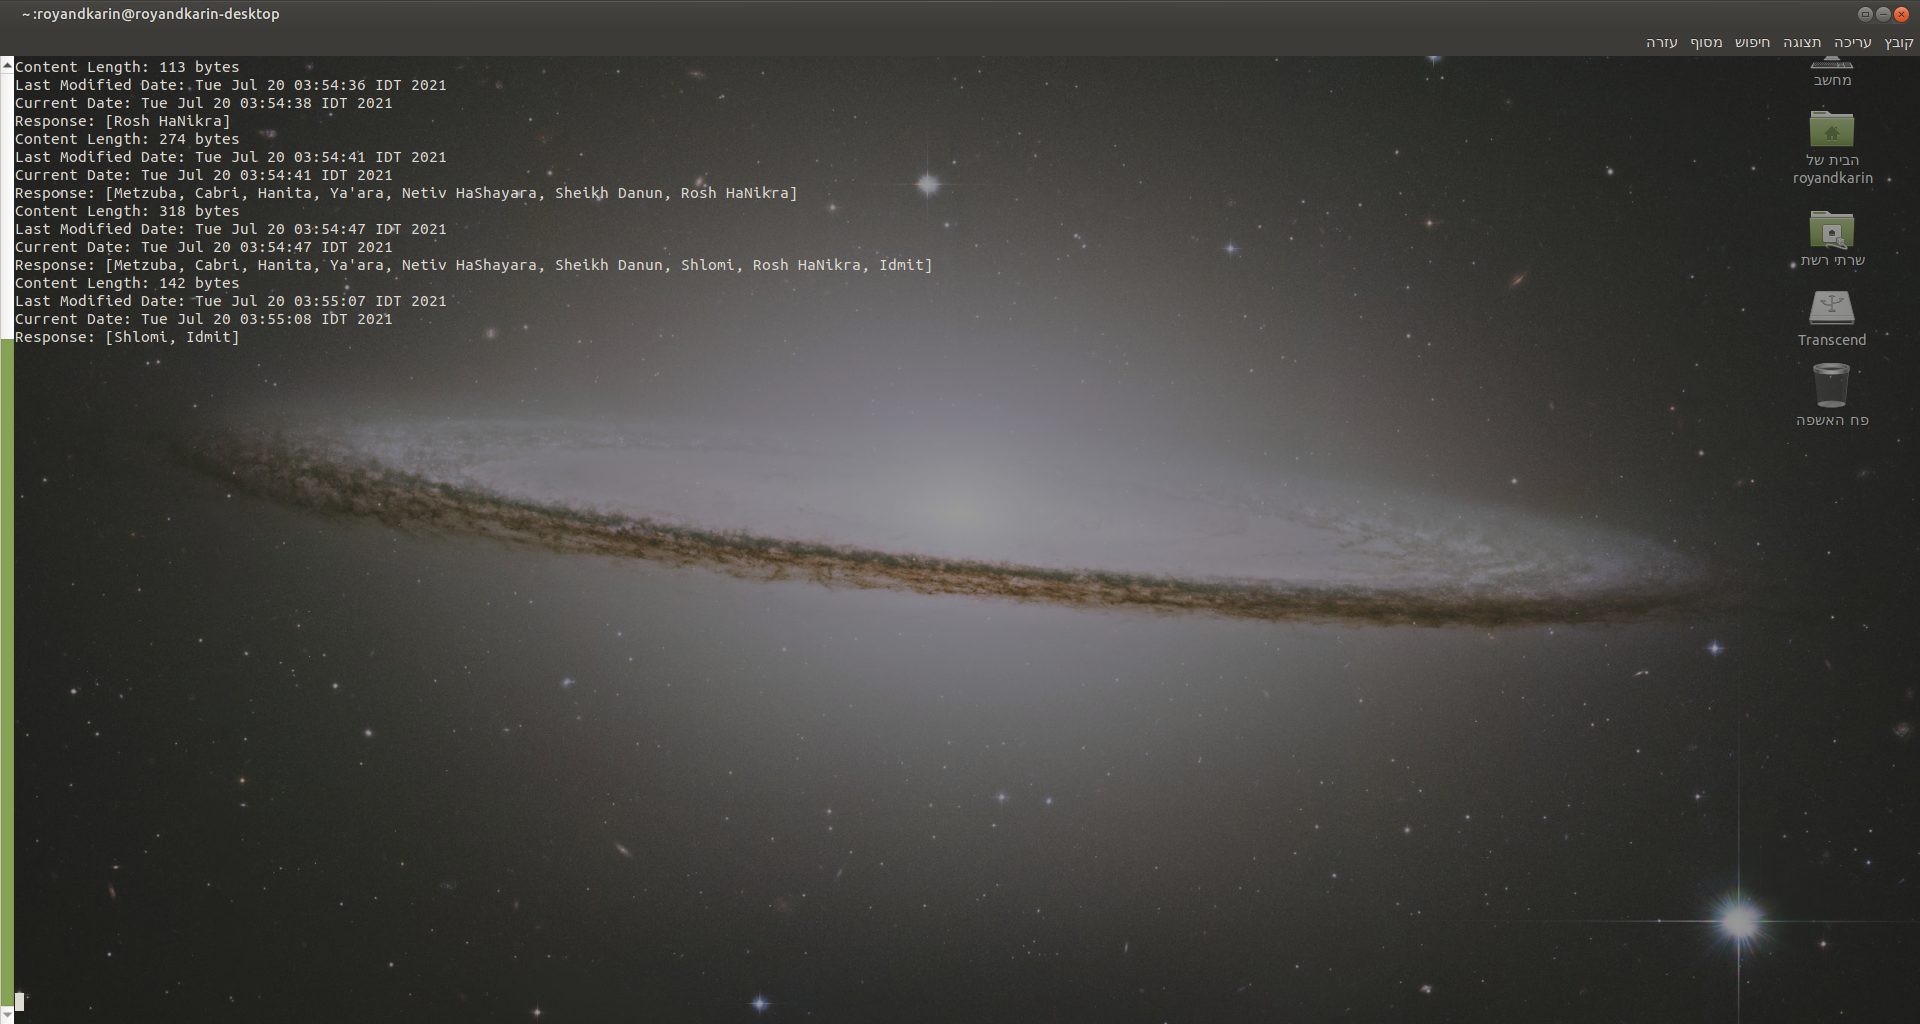 ~ :royandkarin@royandkarin-desktop
קובץ עריכה תצוגה חיפוש מסוף עזרה
Content Length: 113 bytes
Last Modified Date: Tue Jul 20 03:54:36 IDT 2021
Current Date: Tue Jul 20 03:54:38 IDT 2021
Response: [Rosh HaNikra]
Content Length: 274 bytes
Last Modified Date: Tue Jul 20 03:54:41 IDT 2021
Current Date: Tue Jul 20 03:54:41 IDT 2021
Response: [Metzuba, Cabri, Hanita, Ya'ara, Netiv HaShayara, Sheikh Danun, Rosh HaNikra]
Content Length: 318 bytes
Last Modified Date: Tue Jul 20 03:54:47 IDT 2021
Current Date: Tue Jul 20 03:54:47 IDT 2021
Response: [Metzuba, Cabri, Hanita, Ya'ara, Netiv HaShayara, Sheikh Danun, Shlomi, Rosh HaNikra, Idmit]
Content Length: 142 bytes
Last Modified Date: Tue Jul 20 03:55:07 IDT 2021
Current Date: Tue Jul 20 03:55:08 IDT 2021
Response: [Shlomi, Idmit]
מחשב
הבית של
royandkarin
שרתי רשת
Transcend
פח האשפה